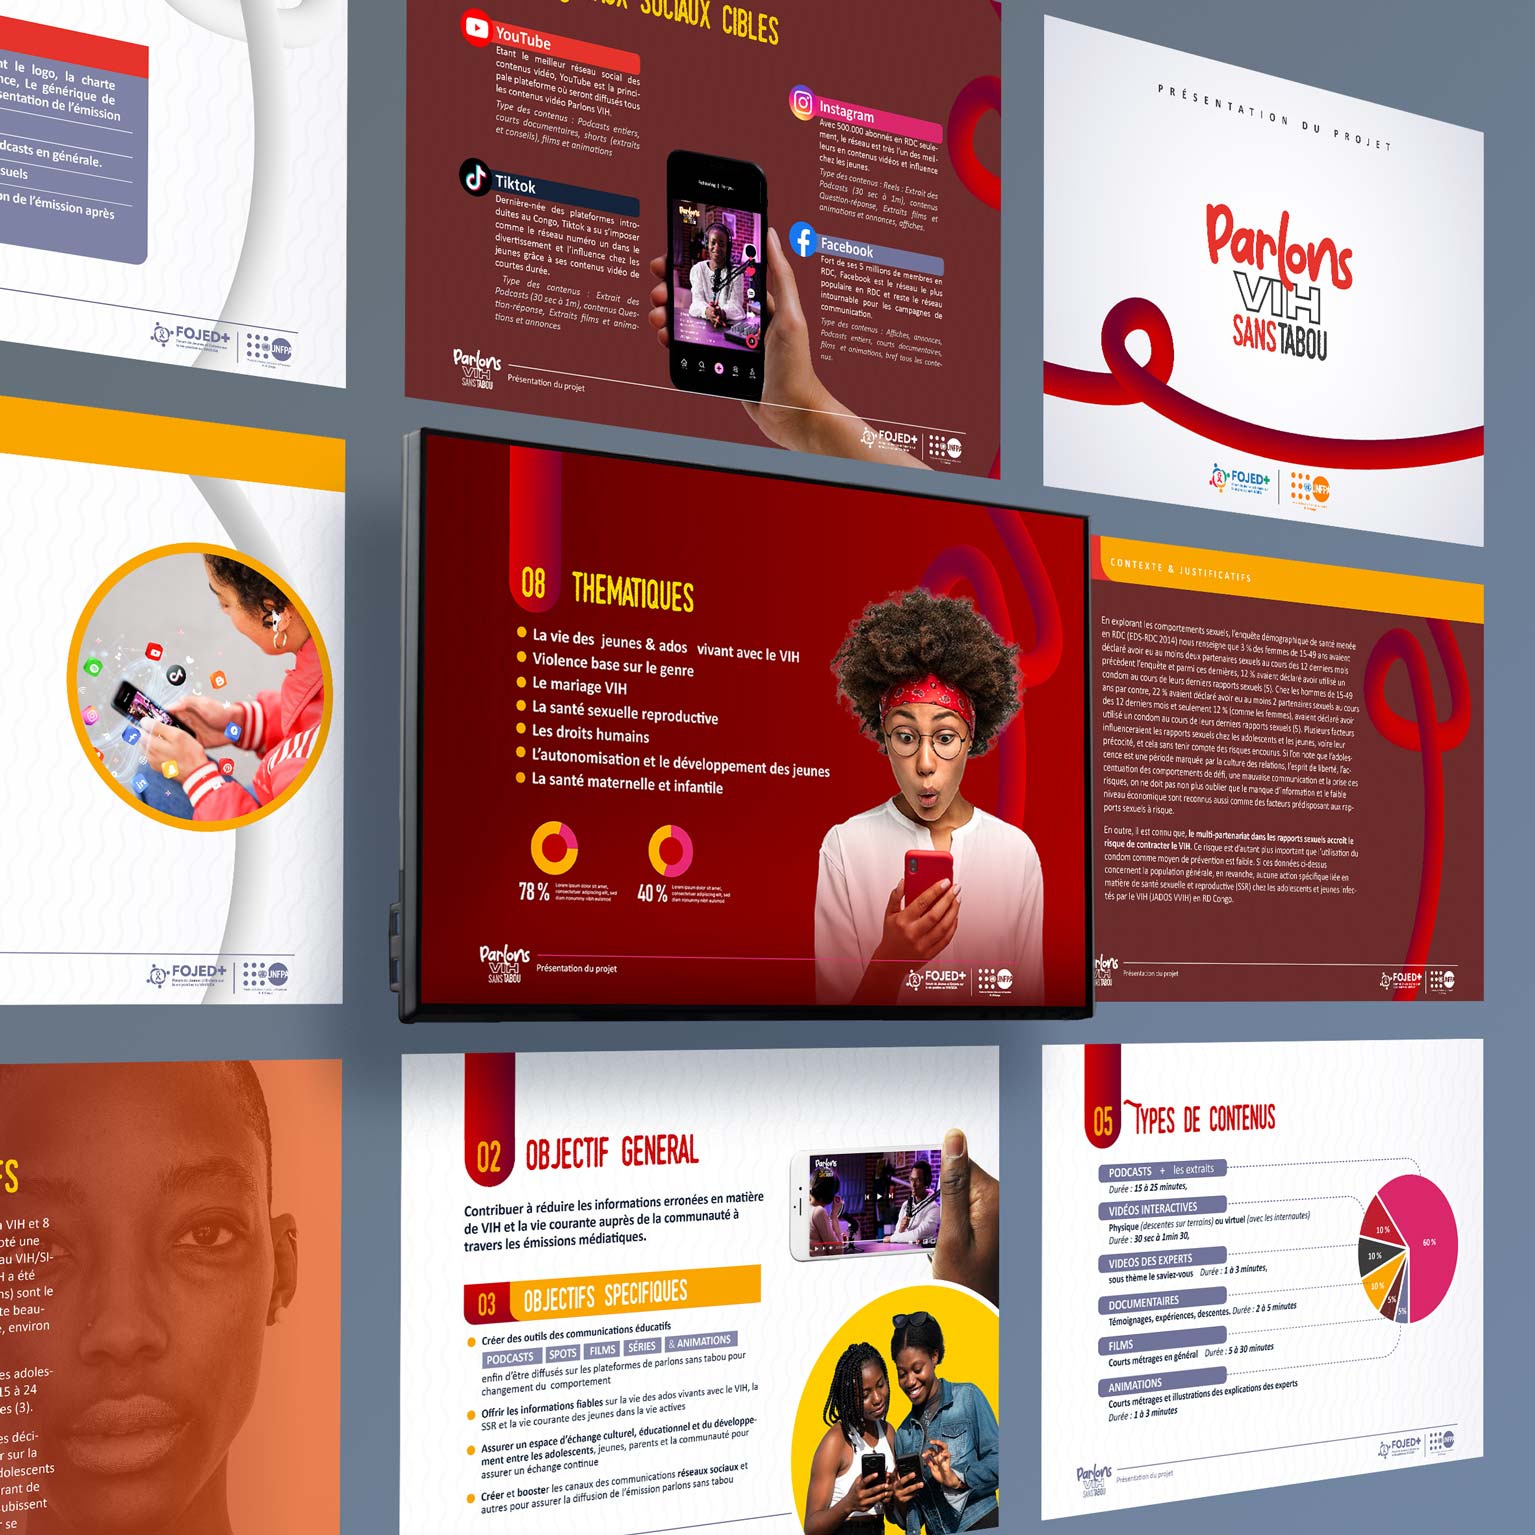 nt le logo, la charte
nce, Le générique de
sentation de l'émission
dcasts en générale.
suels
on de l'émission après
FOJED+
UNFPA
SOCIAUX CIBLES
YouTube
Etant le meilleur réseau social des
contenus vidéo, YouTube est la princi-
pale plateforme où seront diffusés tous
les contenus vidéo Parlons VIH.
Type des contenus : Podcasts entiers,
courts documentaires, shorts (extraits
et conseils), films et animations
Tiktok
Dernière-née des plateformes intro-
duites au Congo, Tiktok a su s'imposer
comme le réseau numéro un dans le
divertissement et l'influence chez les
jeunes grâce à ses contenus vidéo de
courtes durée.
Type des contenus : Extrait des
Podcasts (30 sec à 1m), contenus Ques-
tion-réponse, Extraits films et anima-
tions et annonces
Instagram
Avec 500.000 abonnés en RDC seule-
ment, le réseau est très l'un des meil-
leurs en contenus vidéos et influence
chez les jeunes.
Type des contenus : Reels : Extrait des
Podcasts (30 sec à 1m), contenus
Question-réponse, Extraits films et
animations et annonces, affiches.
Facebook
Fort de ses 5 millions de membres en
RDC, Facebook est le réseau le plus
populaire en RDC et reste le réseau
intournable pour les campagnes de
communication.
Type des contenus : Affiches, annonces,
Podcasts entiers, courts documentaires,
films et animations, bref tous les conte-
nus.
Parlons
VIH
SANS TABOU
Présentation du projet
FOJED+
UNFPA
PRÉSENTATION DU PROJET
Parlons
VIH
SANS TABOU
FOJED+
UNFPA
FOJED+
UNFPA
08 THEMATIQUES
La vie des jeunes & ados vivant avec le VIH
Violence base sur le genre
Le mariage VIH
La santé sexuelle reproductive
Les droits humains
L'autonomisation et le développement des jeunes
La santé maternelle et infantile
78 %
Lorem ipsum dolor sit amet,
consectetuer adipiscing elit, sed
diam nonummy nibh euismod
40 %
Lorem ipsum dolor sit amet,
consectetuer adipiscing elit, sed
diam nonummy nibh euismod
Parlons
VIH
SANS TABOU
Présentation du projet
FOJED+
UNFPA
CONTEXTE & JUSTIFICATIFS
En explorant les comportements sexuels, l'enquête démographique de santé menée
en RDC (EDS-RDC 2014) nous renseigne que 3 % des femmes de 15-49 ans avaient
déclaré avoir eu au moins deux partenaires sexuels au cours des 12 derniers mois
précédent l'enquête et parmi ces dernières, 12 % avaient déclaré avoir utilisé un
condom au cours de leurs derniers rapports sexuels (5). Chez les hommes de 15-49
ans par contre, 22 % avaient déclaré avoir eu au moins 2 partenaires sexuels au cours
des 12 derniers mois et seulement 12 % (comme les femmes), avaient déclaré avoir
utilisé un condom au cours de leurs derniers rapports sexuels (5). Plusieurs facteurs
influenceraient les rapports sexuels chez les adolescents et les jeunes, voire leur
précocité, et cela sans tenir compte des risques encourus. Si l'on note que l'adoles-
cence est une période marquée par la culture des relations, l'esprit de liberté, l'ac-
centuation des comportements de défi, une mauvaise communication et la prise des
risques, on ne doit pas non plus oublier que le manque d'information et le faible
niveau économique sont reconnus aussi comme des facteurs prédisposant aux rap-
ports sexuels à risque.
En outre, il est connu que, le multi-partenariat dans les rapports sexuels accroît le
risque de contracter le VIH. Ce risque est d'autant plus important que l'utilisation du
condom comme moyen de prévention est faible. Si ces données ci-dessus
concernent la population générale, en revanche, aucune action spécifique liée en
matière de santé sexuelle et reproductive (SSR) chez les adolescents et jeunes infec-
tés par le VIH (JADOS VVIH) en RD Congo.
Présentation du projet
FOJED+
UNFPA
FS
a VIH et 8
oté une
au VIH/SI-
H a été
ns) sont le
te beau-
e, environ
es adoles-
15 à 24
es (3).
es déci-
r sur la
dolescents
rant de
ubissent
r se
02 OBJECTIF GENERAL
Contribuer à réduire les informations erronées en matière
de VIH et la vie courante auprès de la communauté à
travers les émissions médiatiques.
03 OBJECTIFS SPECIFIQUES
Créer des outils des communications éducatifs
PODCASTS SPOTS FILMS SÉRIES & ANIMATIONS
enfin d'être diffusés sur les plateformes de parlons sans tabou pour
changement du comportement
Offrir les informations fiables sur la vie des ados vivants avec le VIH, la
SSR et la vie courante des jeunes dans la vie actives
Assurer un espace d'échange culturel, éducationnel et du développe-
ment entre les adolescents, jeunes, parents et la communauté pour
assurer un échange continue
Créer et booster les canaux des communications réseaux sociaux et
autres pour assurer la diffusion de l'émission parlons sans tabou
05 TYPES DE CONTENUS
PODCASTS + les extraits
Durée : 15 à 25 minutes,
VIDÉOS INTERACTIVES
Physique (descentes sur terrains) ou virtuel (avec les internautes)
Durée : 30 sec à 1min 30,
VIDEOS DES EXPERTS
sous thème le saviez-vous Durée : 1 à 3 minutes,
DOCUMENTAIRES
Témoignages, expériences, descentes. Durée : 2 à 5 minutes
FILMS
Courts métrages en général Durée : 5 à 30 minutes
ANIMATIONS
Courts métrages et illustrations des explications des experts
Durée : 1 à 3 minutes
60 %
10 %
10 %
10 %
5%
5%
Parlons
VIH
SANS TABOU
Présentation du projet
FOJED+
UNFPA